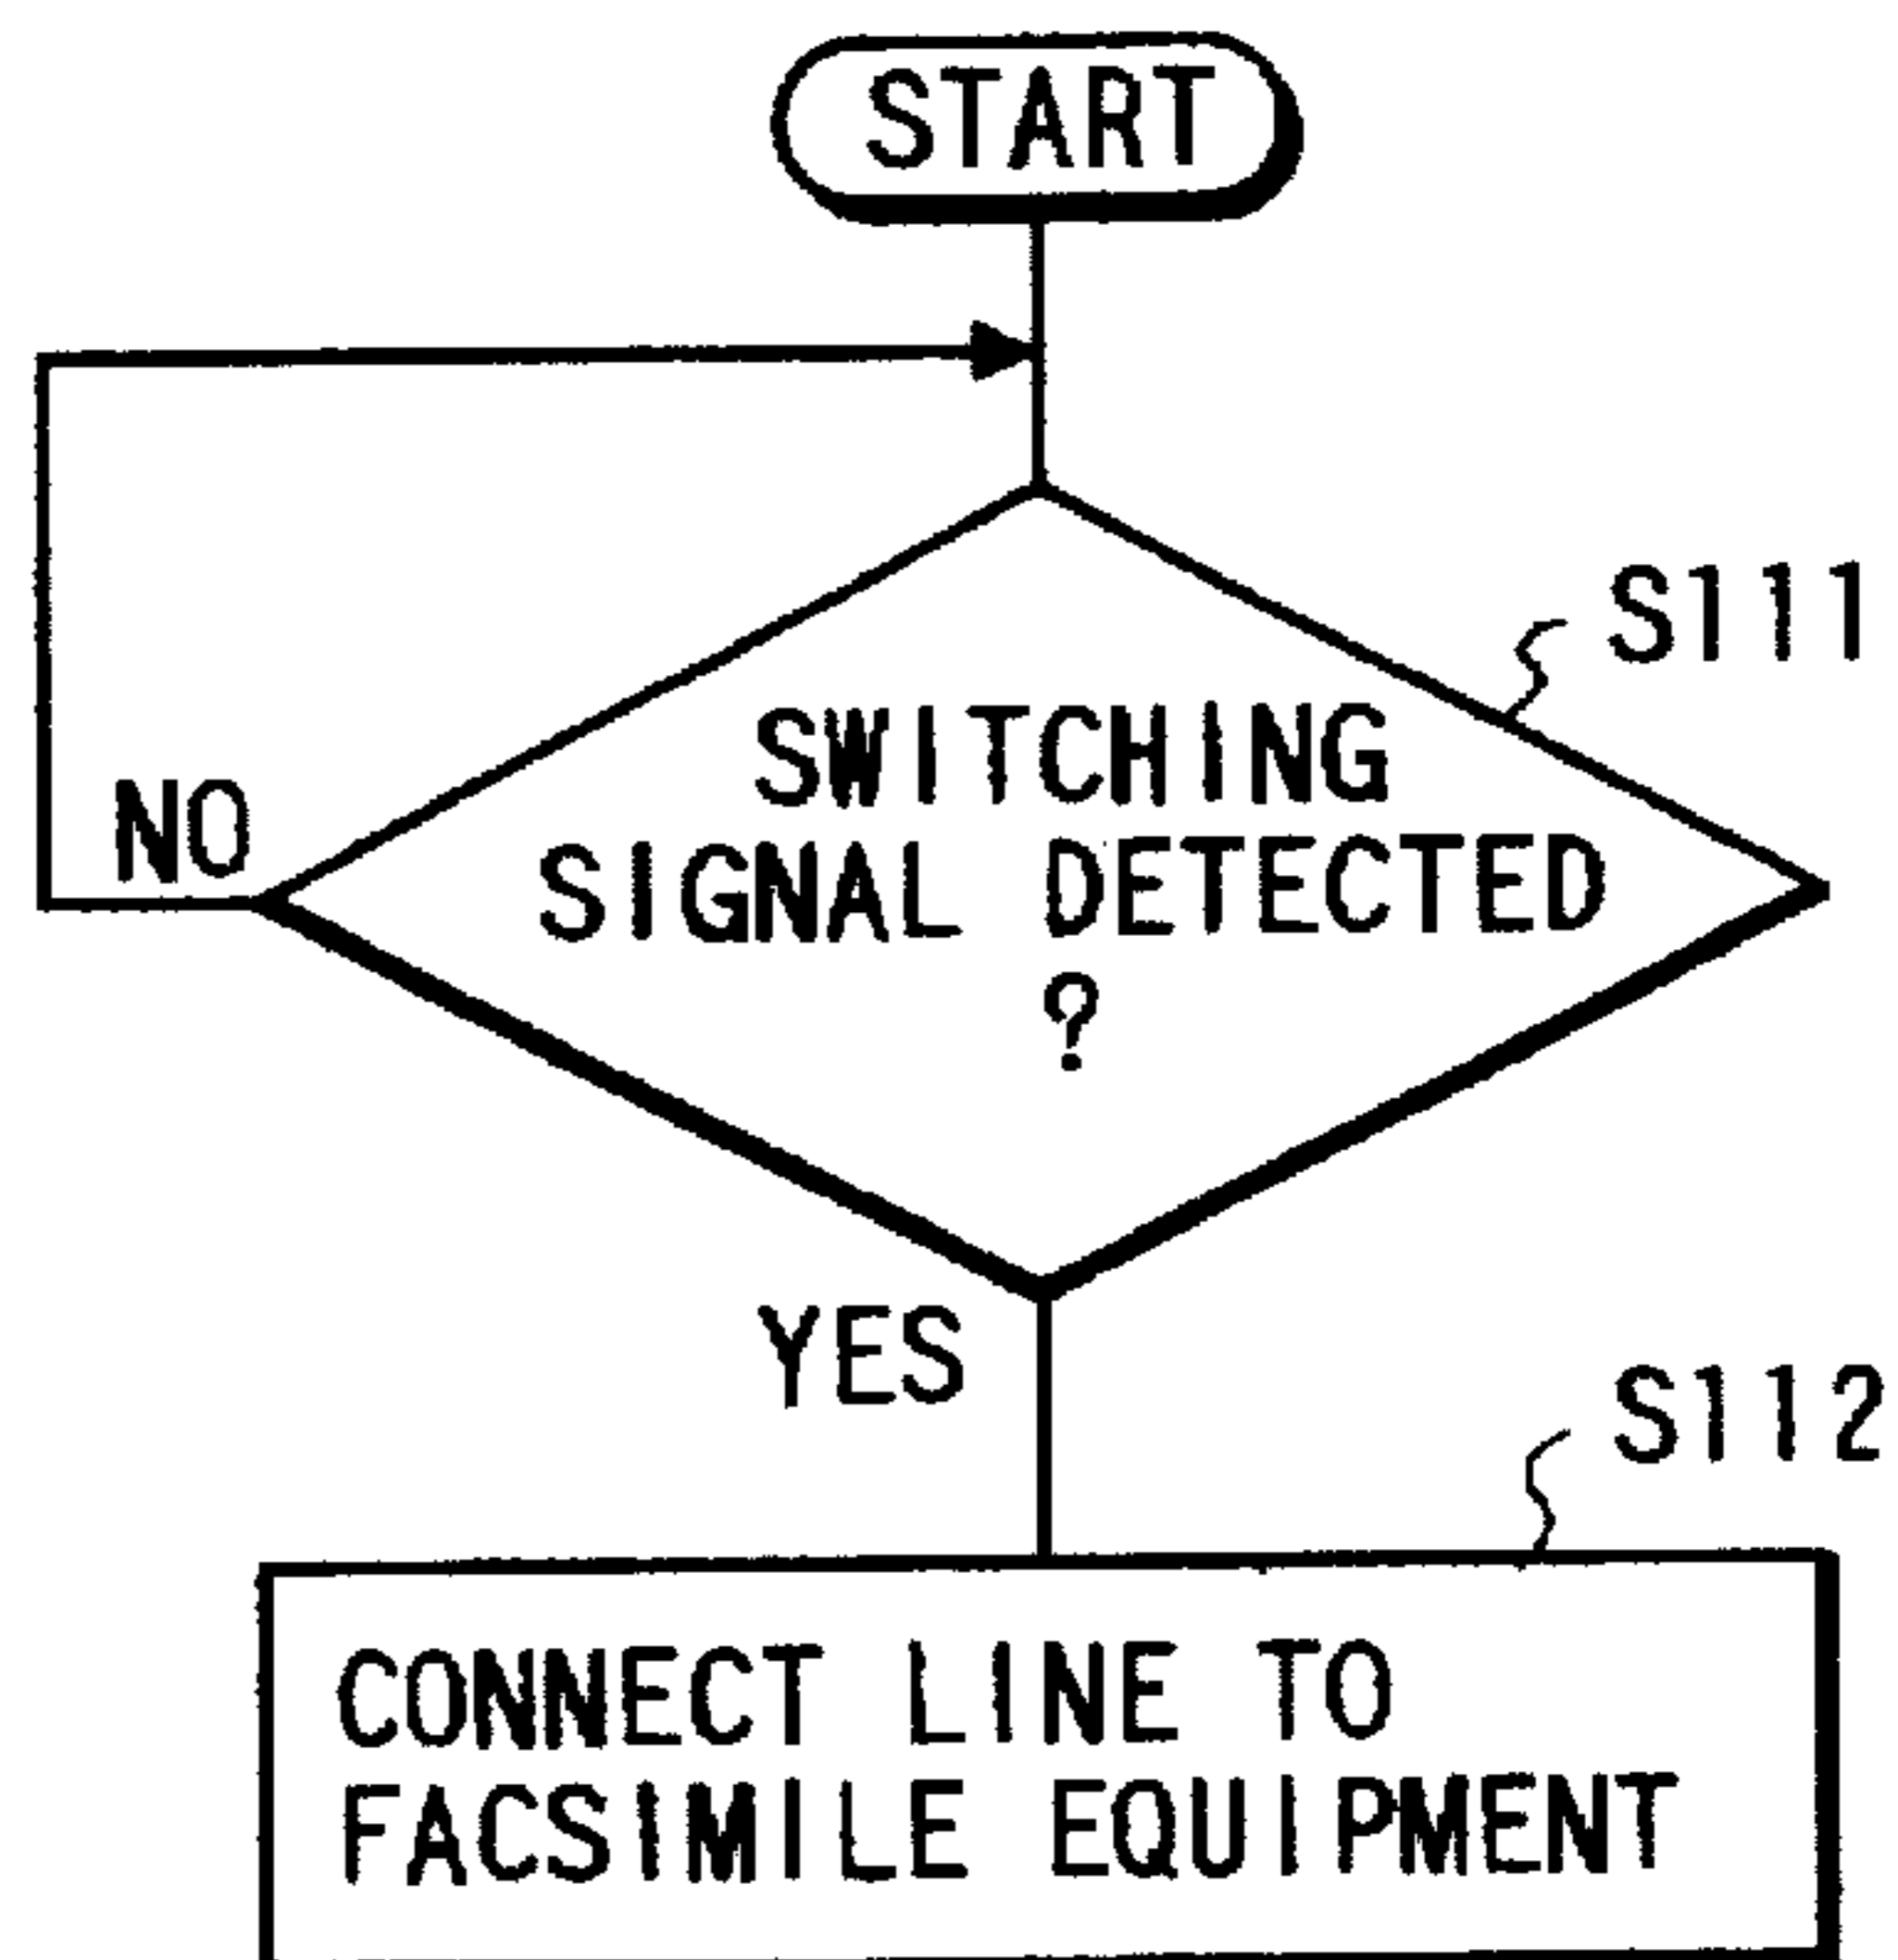 START
S111
SWITCHING
SIGNAL DETECTED
?
NO
YES
S112
CONNECT LINE TO
FACSIMILE EQUIPMENT